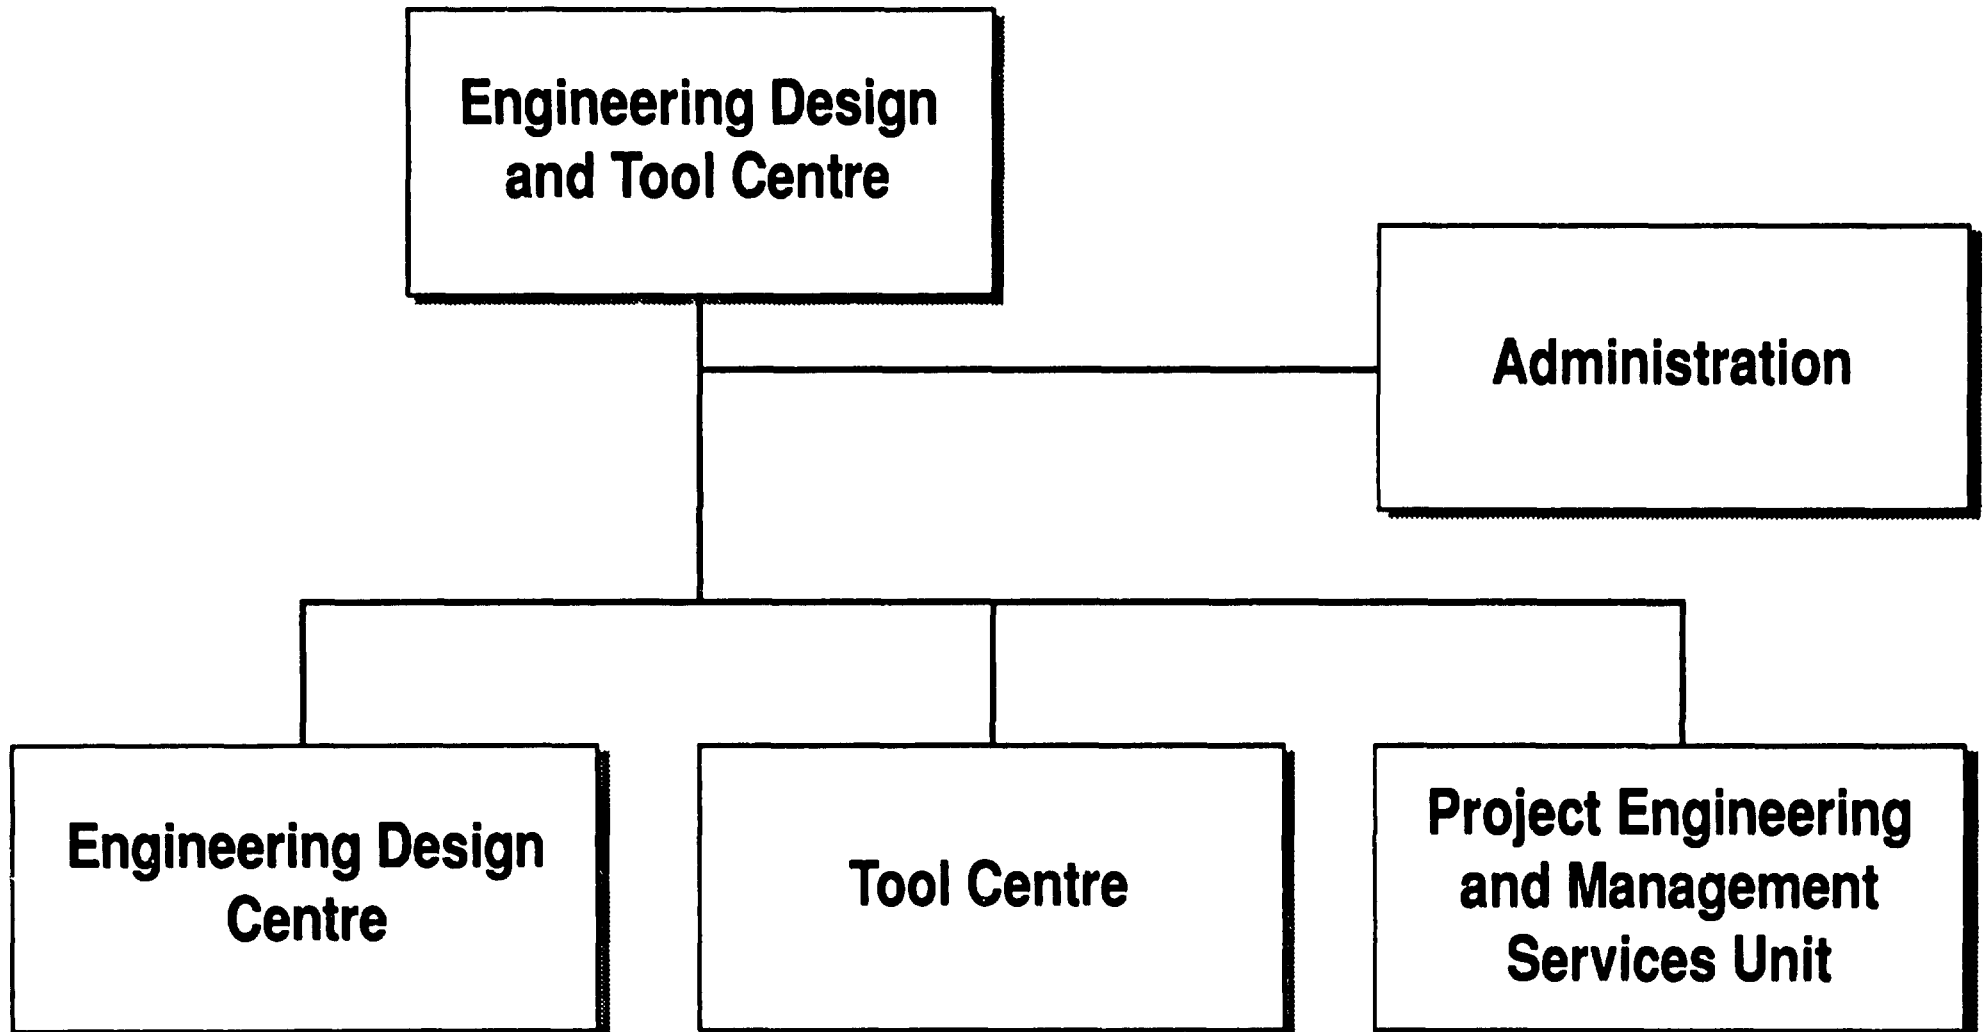 Engineering Design
and Tool Centre
Administration
Engineering Design
Centre
Tool Centre
Project Engineering
and Management
Services Unit